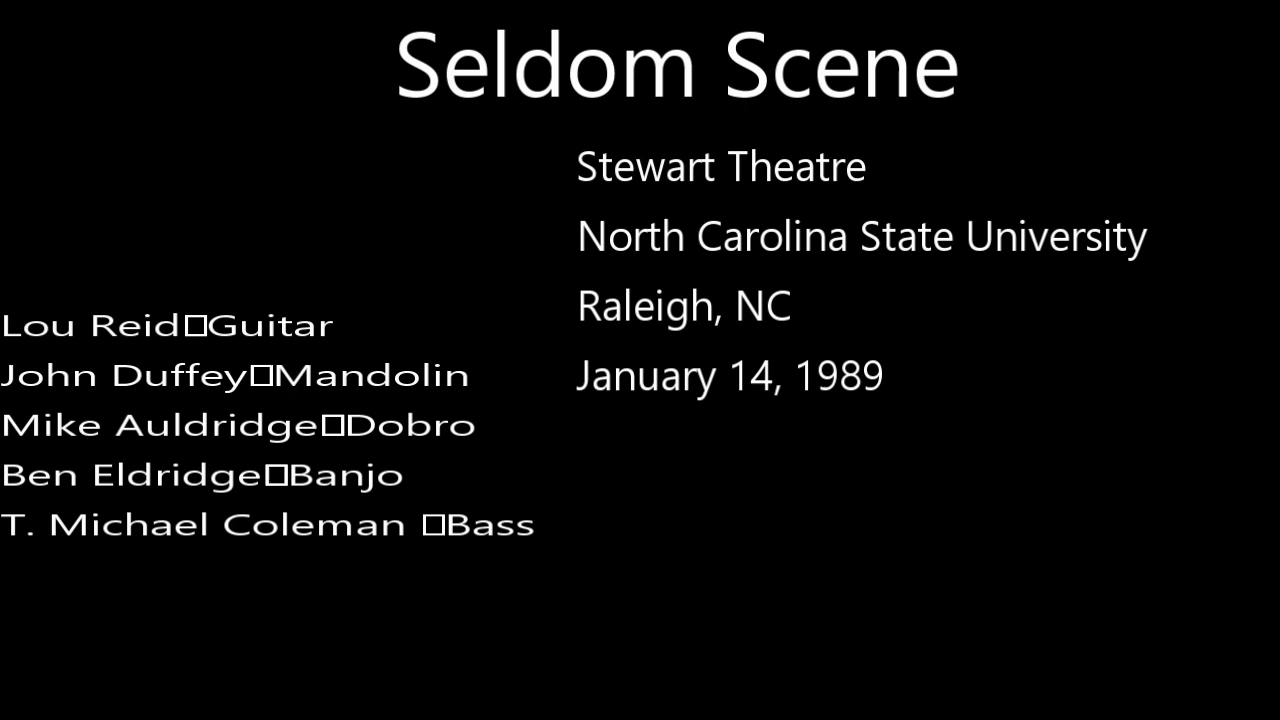 Seldom Scene
Stewart Theatre
North Carolina State University
Raleigh, NC
January 14, 1989
Lou Reid□Guitar
John Duffey□Mandolin
Mike Auldridge□Dobro
Ben Eldridge□Banjo
T. Michael Coleman □Bass